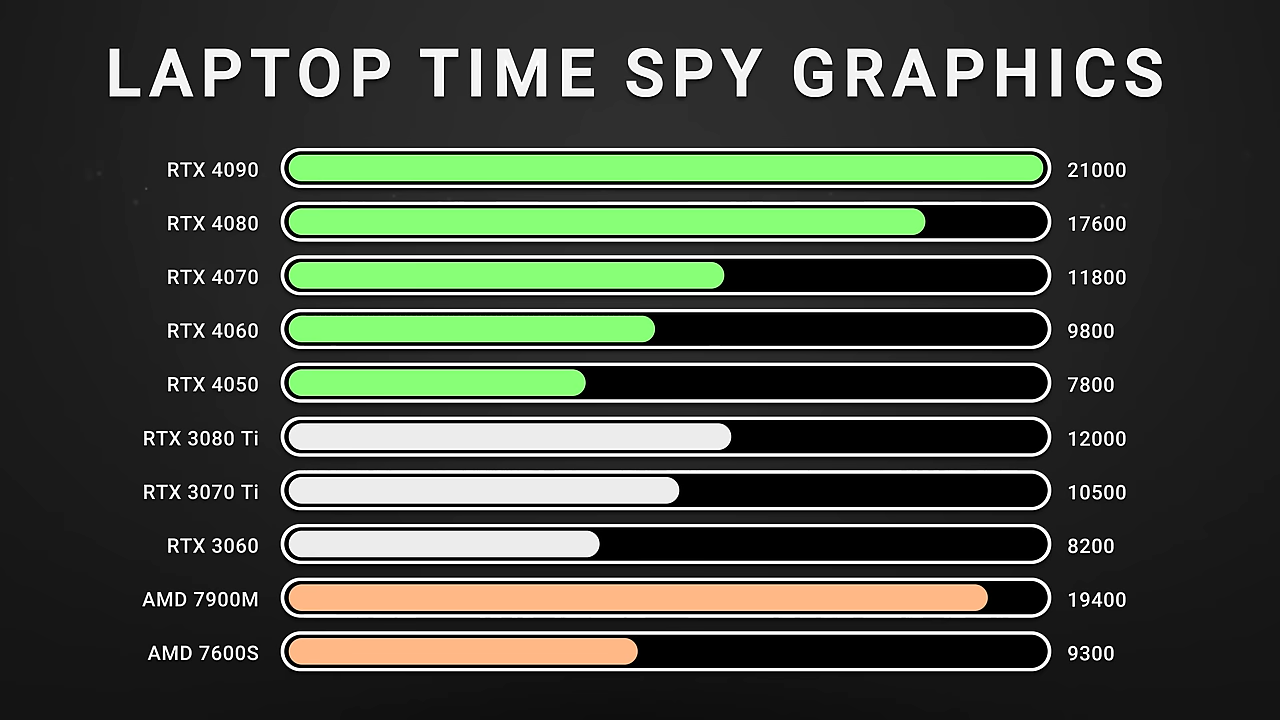 LAPTOP TIME SPY GRAPHICS
RTX 4090 21000
RTX 4080 17600
RTX 4070 11800
RTX 4060 9800
RTX 4050 7800
RTX 3080 Ti 12000
RTX 3070 Ti 10500
RTX 3060 8200
AMD 7900M 19400
AMD 7600S 9300